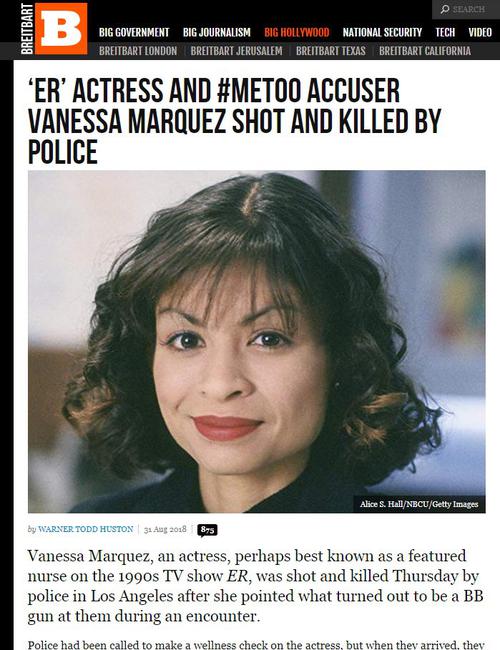 BREITBART
B
SEARCH
BIG GOVERNMENT BIG JOURNALISM BIG HOLLYWOOD NATIONAL SECURITY TECH VIDEO
BREITBART LONDON BREITBART JERUSALEM BREITBART TEXAS BREITBART CALIFORNIA
‘ER’ ACTRESS AND #METOO ACCUSER
VANESSA MARQUEZ SHOT AND KILLED BY
POLICE
Alice S. Hall/NBCU/Getty Images
by WARNER TODD HUSTON | 31 Aug 2018 | 875
Vanessa Marquez, an actress, perhaps best known as a featured
nurse on the 1990s TV show ER, was shot and killed Thursday by
police in Los Angeles after she pointed what turned out to be a BB
gun at them during an encounter.
Police had been called to make a wellness check on the actress, but when they arrived, they